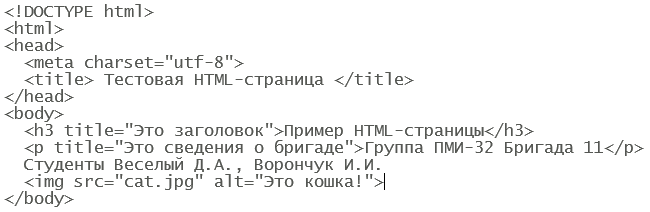 <!DOCTYPE html>
<html>
<head>
  <meta charset="utf-8">
  <title> Тестовая HTML-страница </title>
</head>
<body>
  <h3 title="Это заголовок">Пример HTML-страницы</h3>
  <p title="Это сведения о бригаде">Группа ПМИ-32 Бригада 11</p>
  Студенты Веселый Д.А., Ворончук И.И.
  <img src="cat.jpg" alt="Это кошка!">
</body>